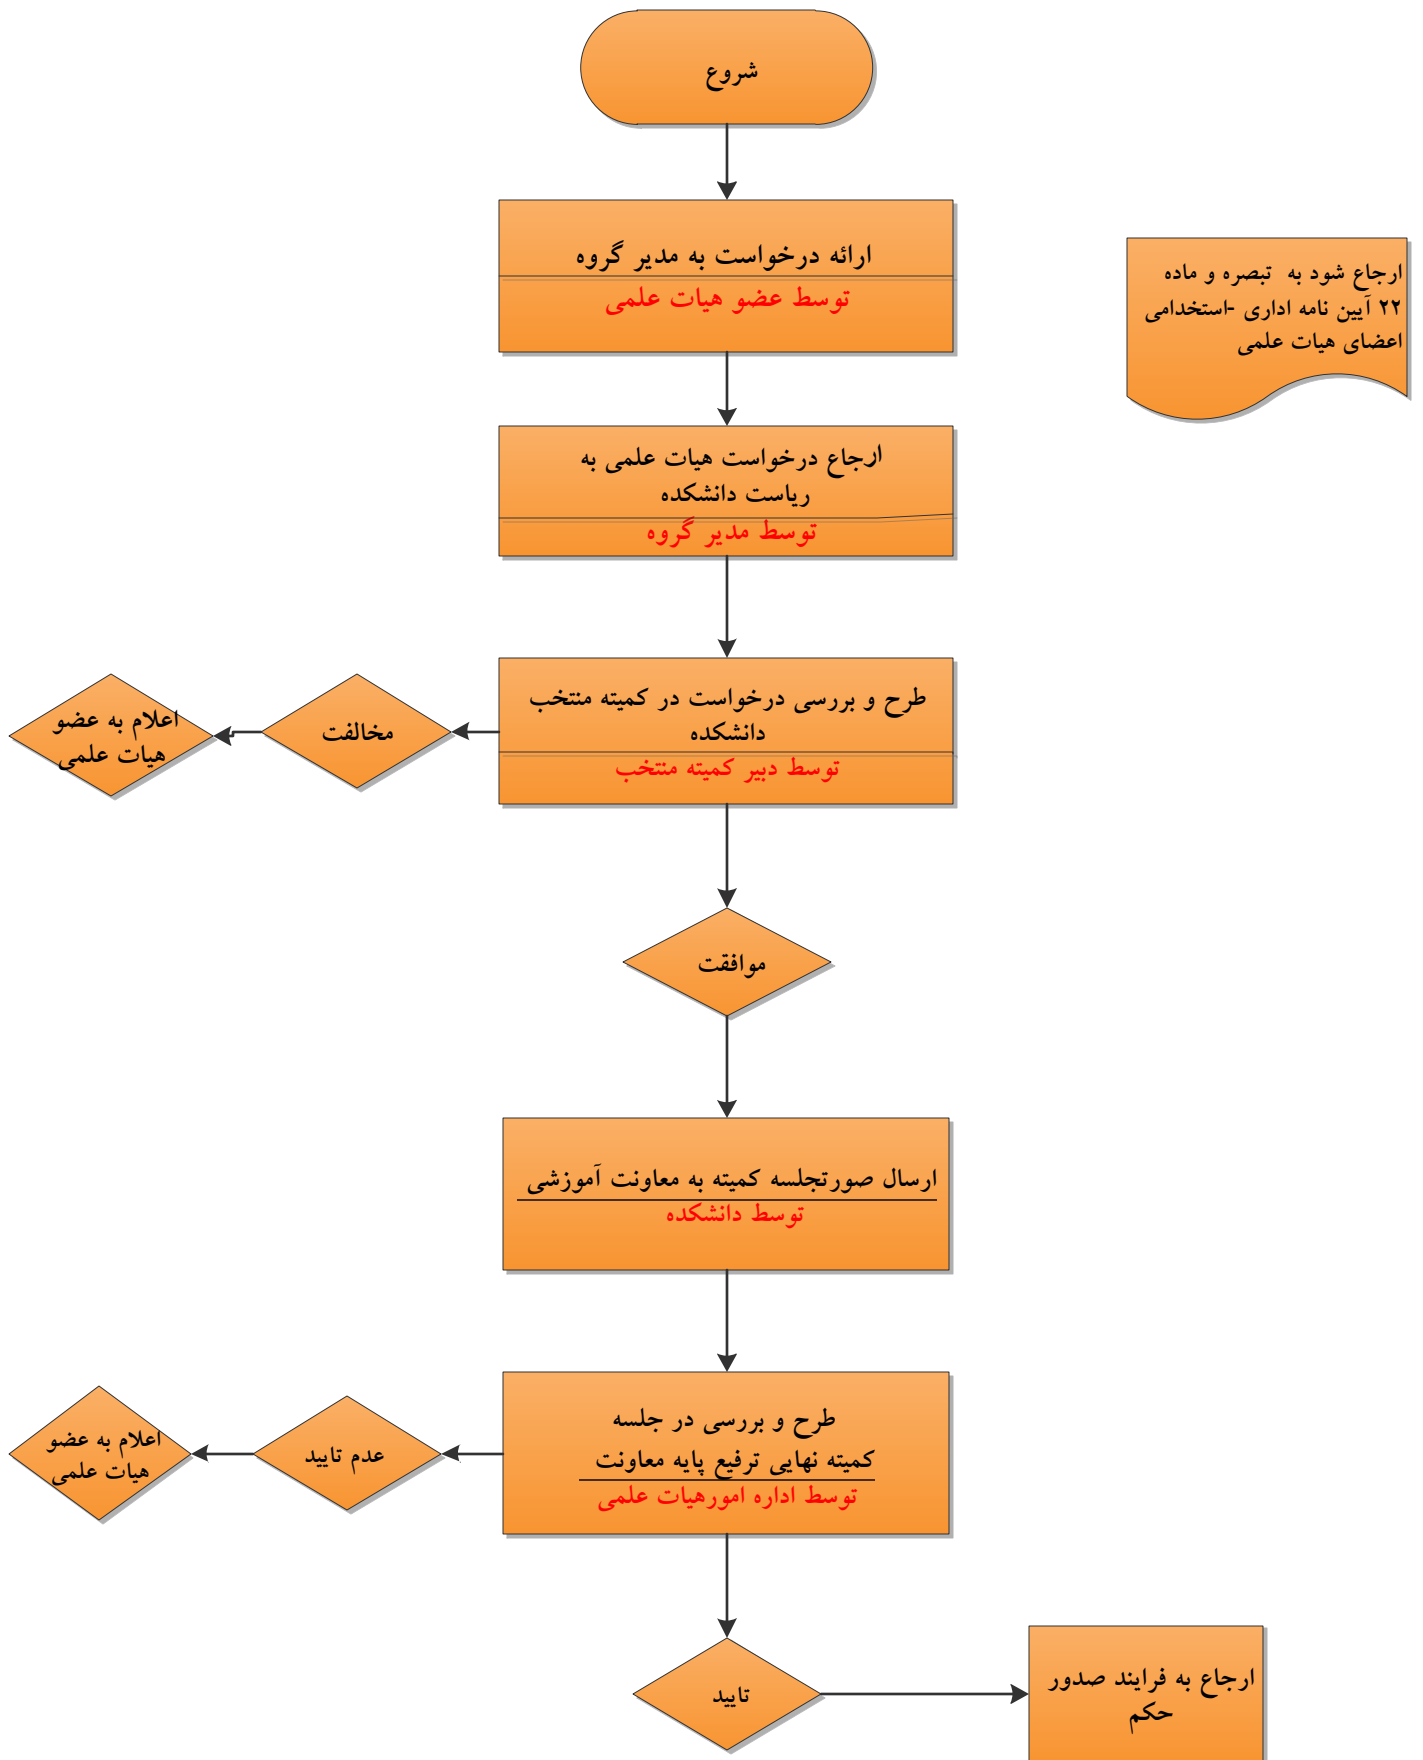 شروع
ارائه درخواست به مدیر گروه
توسط عضو هیات علمی
ارجاع شود به تبصره و ماده
۲۲ آیین نامه اداری -استخدامی
اعضای هیات علمی
ارجاع درخواست هیات علمی به
ریاست دانشکده
توسط مدیر گروه
طرح و بررسی درخواست در کمیته منتخب
دانشکده
توسط دبیر کمیته منتخب
مخالفت
اعلام به عضو
هیات علمی
موافقت
ارسال صورتجلسه کمیته به معاونت آموزشی
توسط دانشکده
طرح و بررسی در جلسه
کمیته نهایی ترفیع پایه معاونت
توسط اداره امورهیات علمی
عدم تایید
اعلام به عضو
هیات علمی
تایید
ارجاع به فرایند صدور
حکم